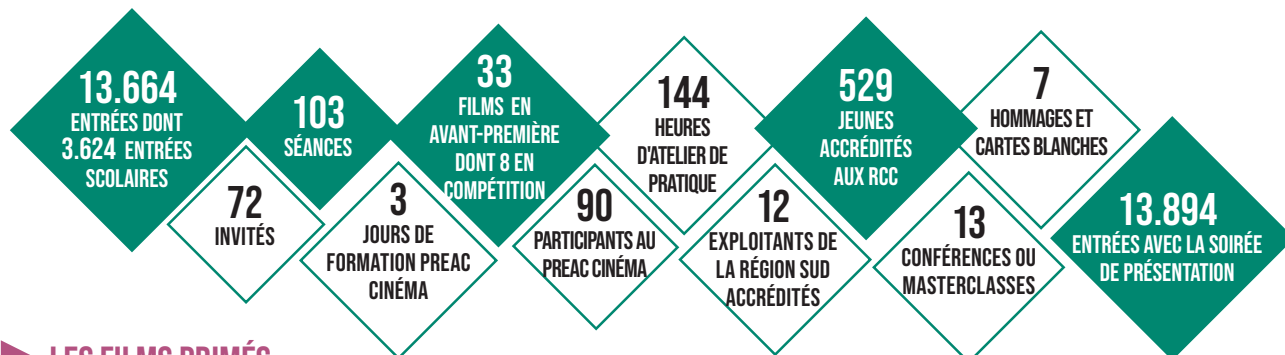 13.664
ENTRÉES DONT
3.624 ENTRÉES
SCOLAIRES
72
INVITÉS
103
SÉANCES
3
JOURS DE
FORMATION PREAC
CINÉMA
33
FILMS EN
AVANT-PREMIÈRE
DONT 8 EN
COMPÉTITION
90
PARTICIPANTS AU
PREAC CINÉMA
144
HEURES
D'ATELIER DE
PRATIQUE
12
EXPLOITANTS DE
LA RÉGION SUD
ACCRÉDITÉS
529
JEUNES
ACCRÉDITÉS
AUX RCC
13
CONFÉRENCES OU
MASTERCLASSES
7
HOMMAGES ET
CARTES BLANCHES
13.894
ENTRÉES AVEC LA SOIRÉE
DE PRÉSENTATION
LES FILMS PRIMÉS